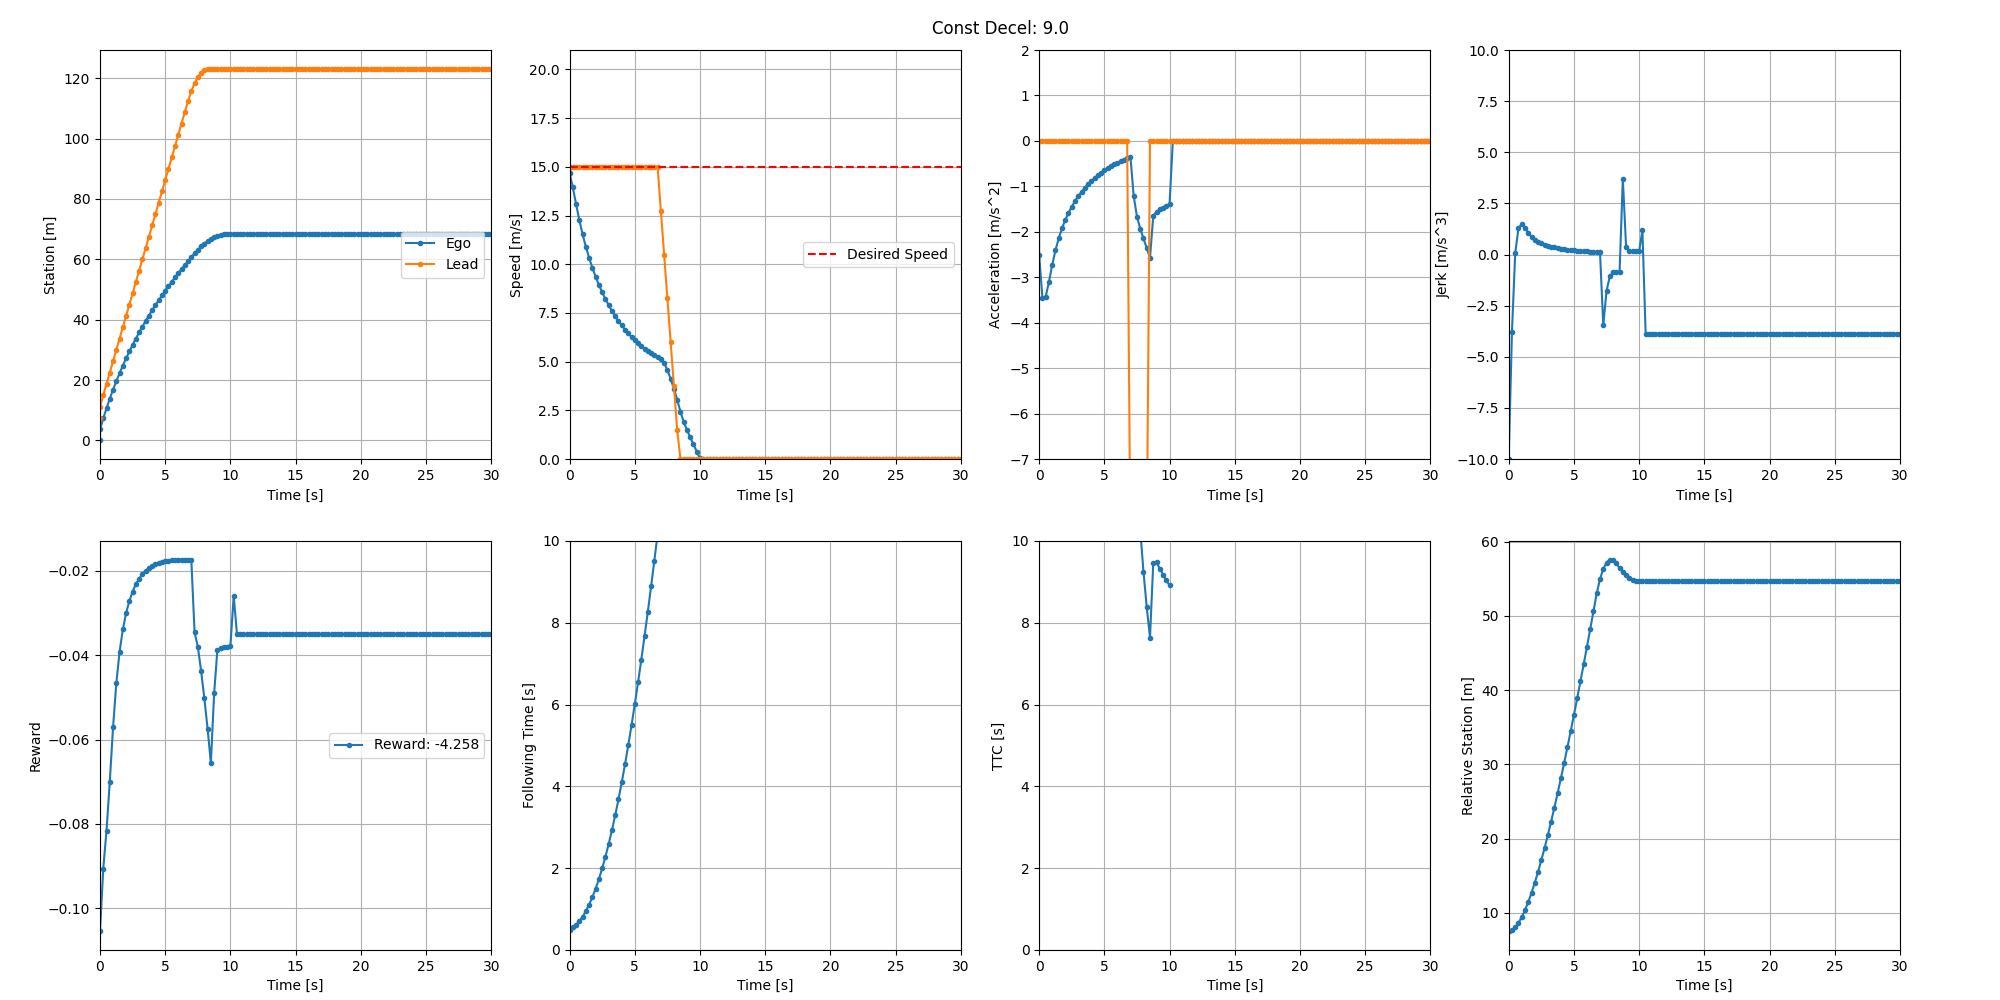 Const Decel: 9.0
Station [m]
120
100
80
60
40
20
0
0 5 10 15 20 25 30
Time [s]
Ego
Lead
Speed [m/s]
20.0
17.5
15.0
12.5
10.0
7.5
5.0
2.5
0.0
0 5 10 15 20 25 30
Time [s]
Desired Speed
Acceleration [m/s^2]
2
1
0
−1
−2
−3
−4
−5
−6
−7
0 5 10 15 20 25 30
Time [s]
Jerk [m/s^3]
10.0
7.5
5.0
2.5
0.0
−2.5
−5.0
−7.5
−10.0
0 5 10 15 20 25 30
Time [s]
Reward
−0.02
−0.04
−0.06
−0.08
−0.10
0 5 10 15 20 25 30
Time [s]
Reward: -4.258
Following Time [s]
10
8
6
4
2
0
0 5 10 15 20 25 30
Time [s]
TTC [s]
10
8
6
4
2
0
0 5 10 15 20 25 30
Time [s]
Relative Station [m]
60
50
40
30
20
10
0 5 10 15 20 25 30
Time [s]